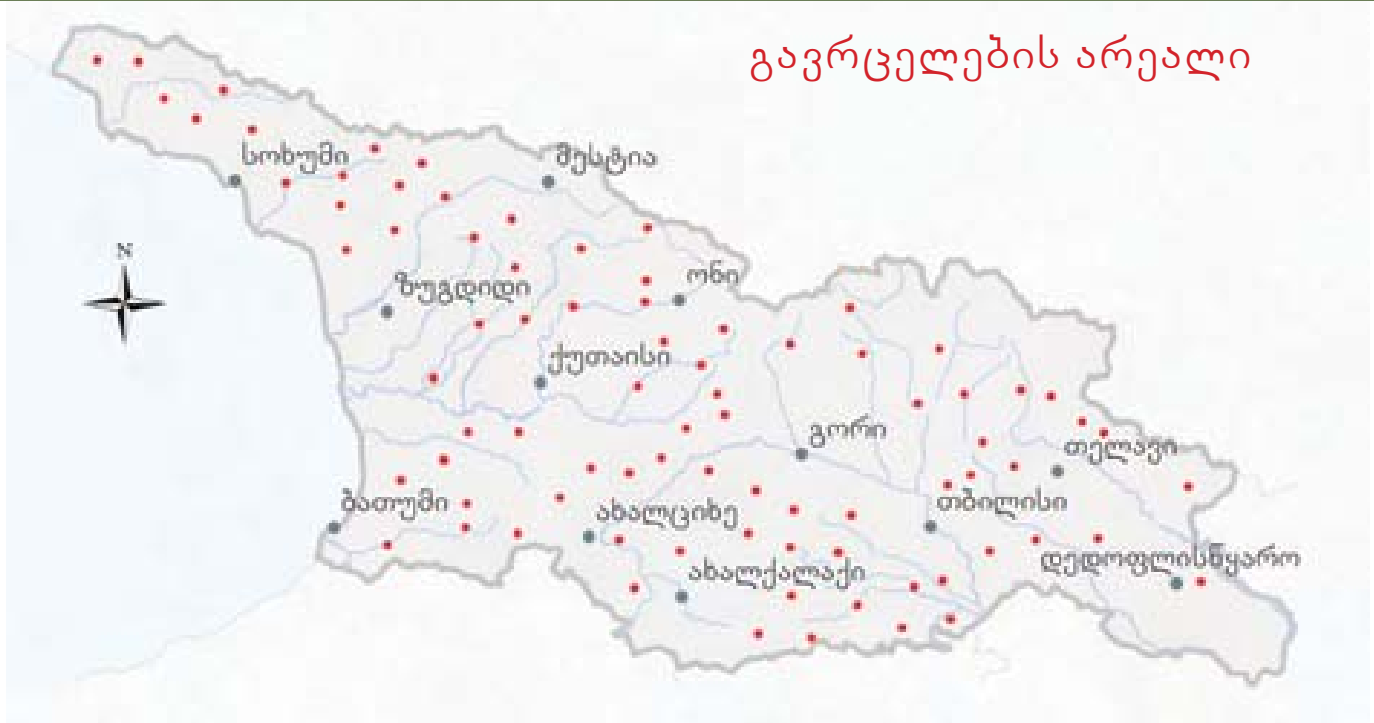 გავრცელების არეალი
სოხუმი
მესტია
N
ზუგდიდი
ონი
ქუთაისი
გორი
თელავი
ბათუმი
ახალციხე
თბილისი
ახალქალაქი
დედოფლისწყარო